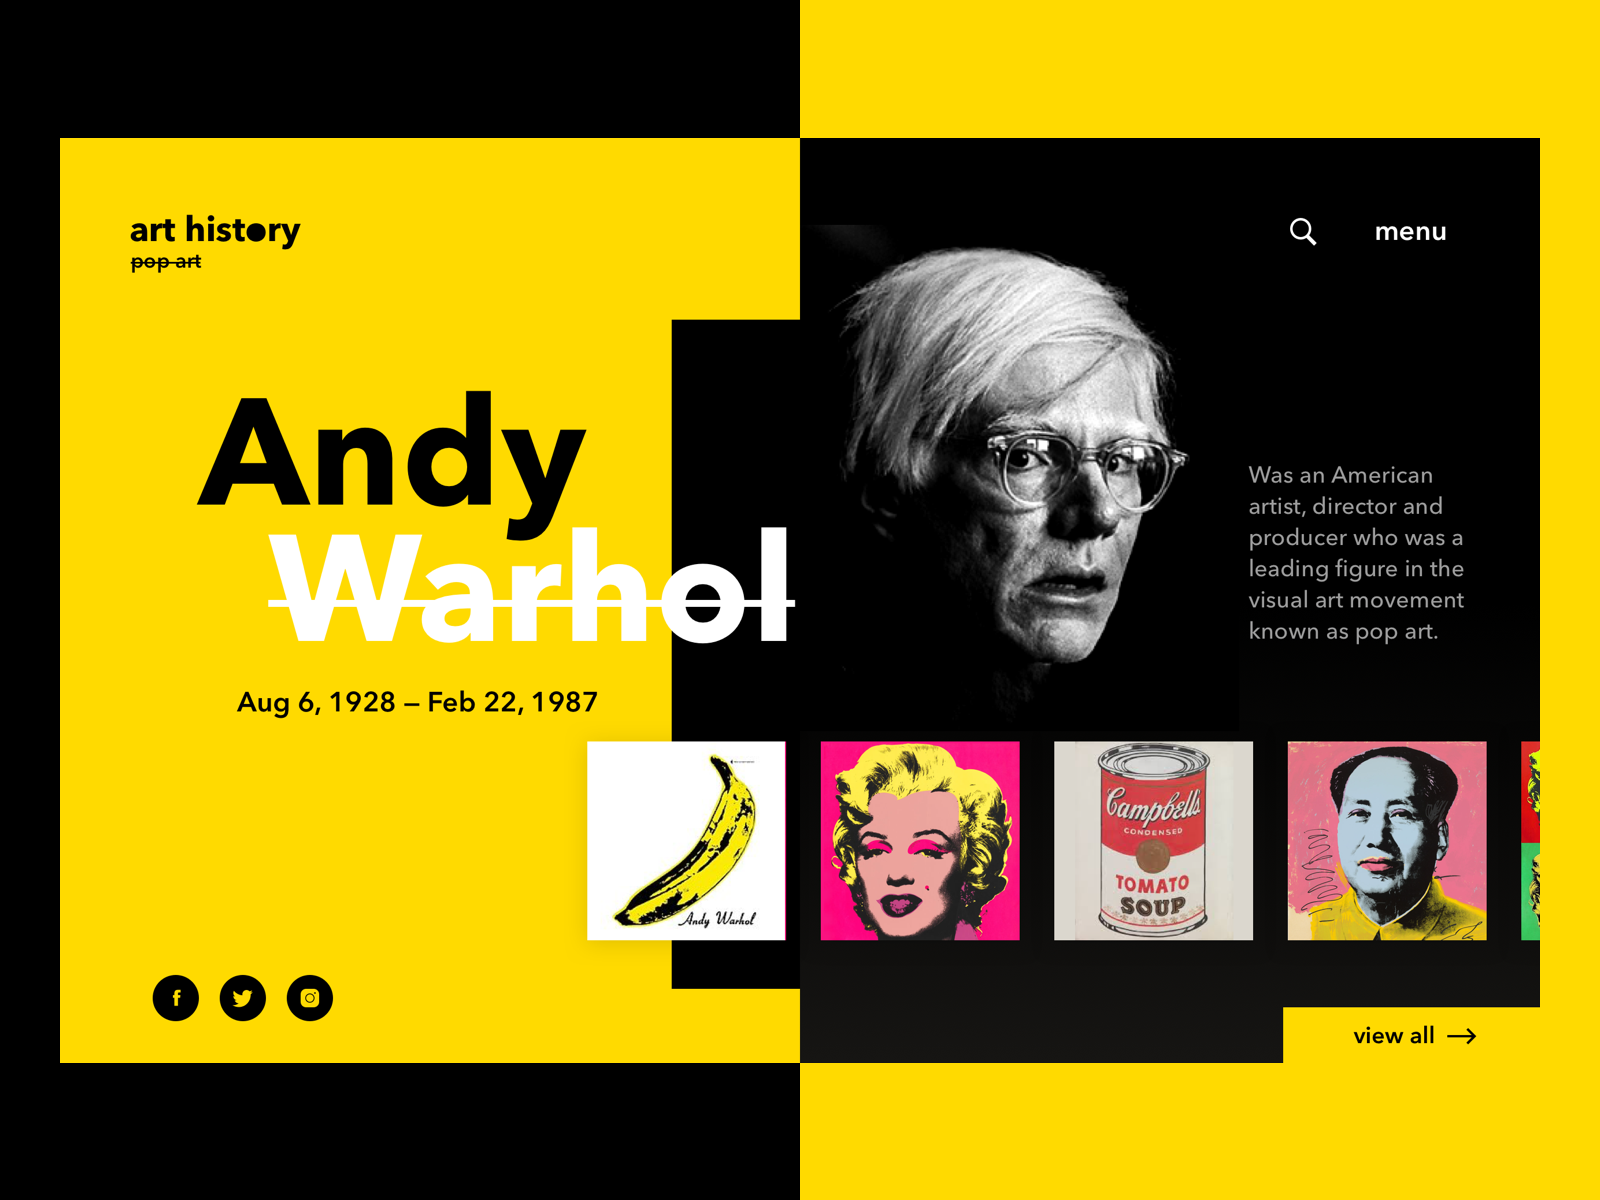 art history
pop art
menu
Andy
Warhol
Was an American
artist, director and
producer who was a
leading figure in the
visual art movement
known as pop art.
Aug 6, 1928 – Feb 22, 1987
Andy Warhol
Campbell's
CONDENSED
TOMATO
SOUP
f
view all →